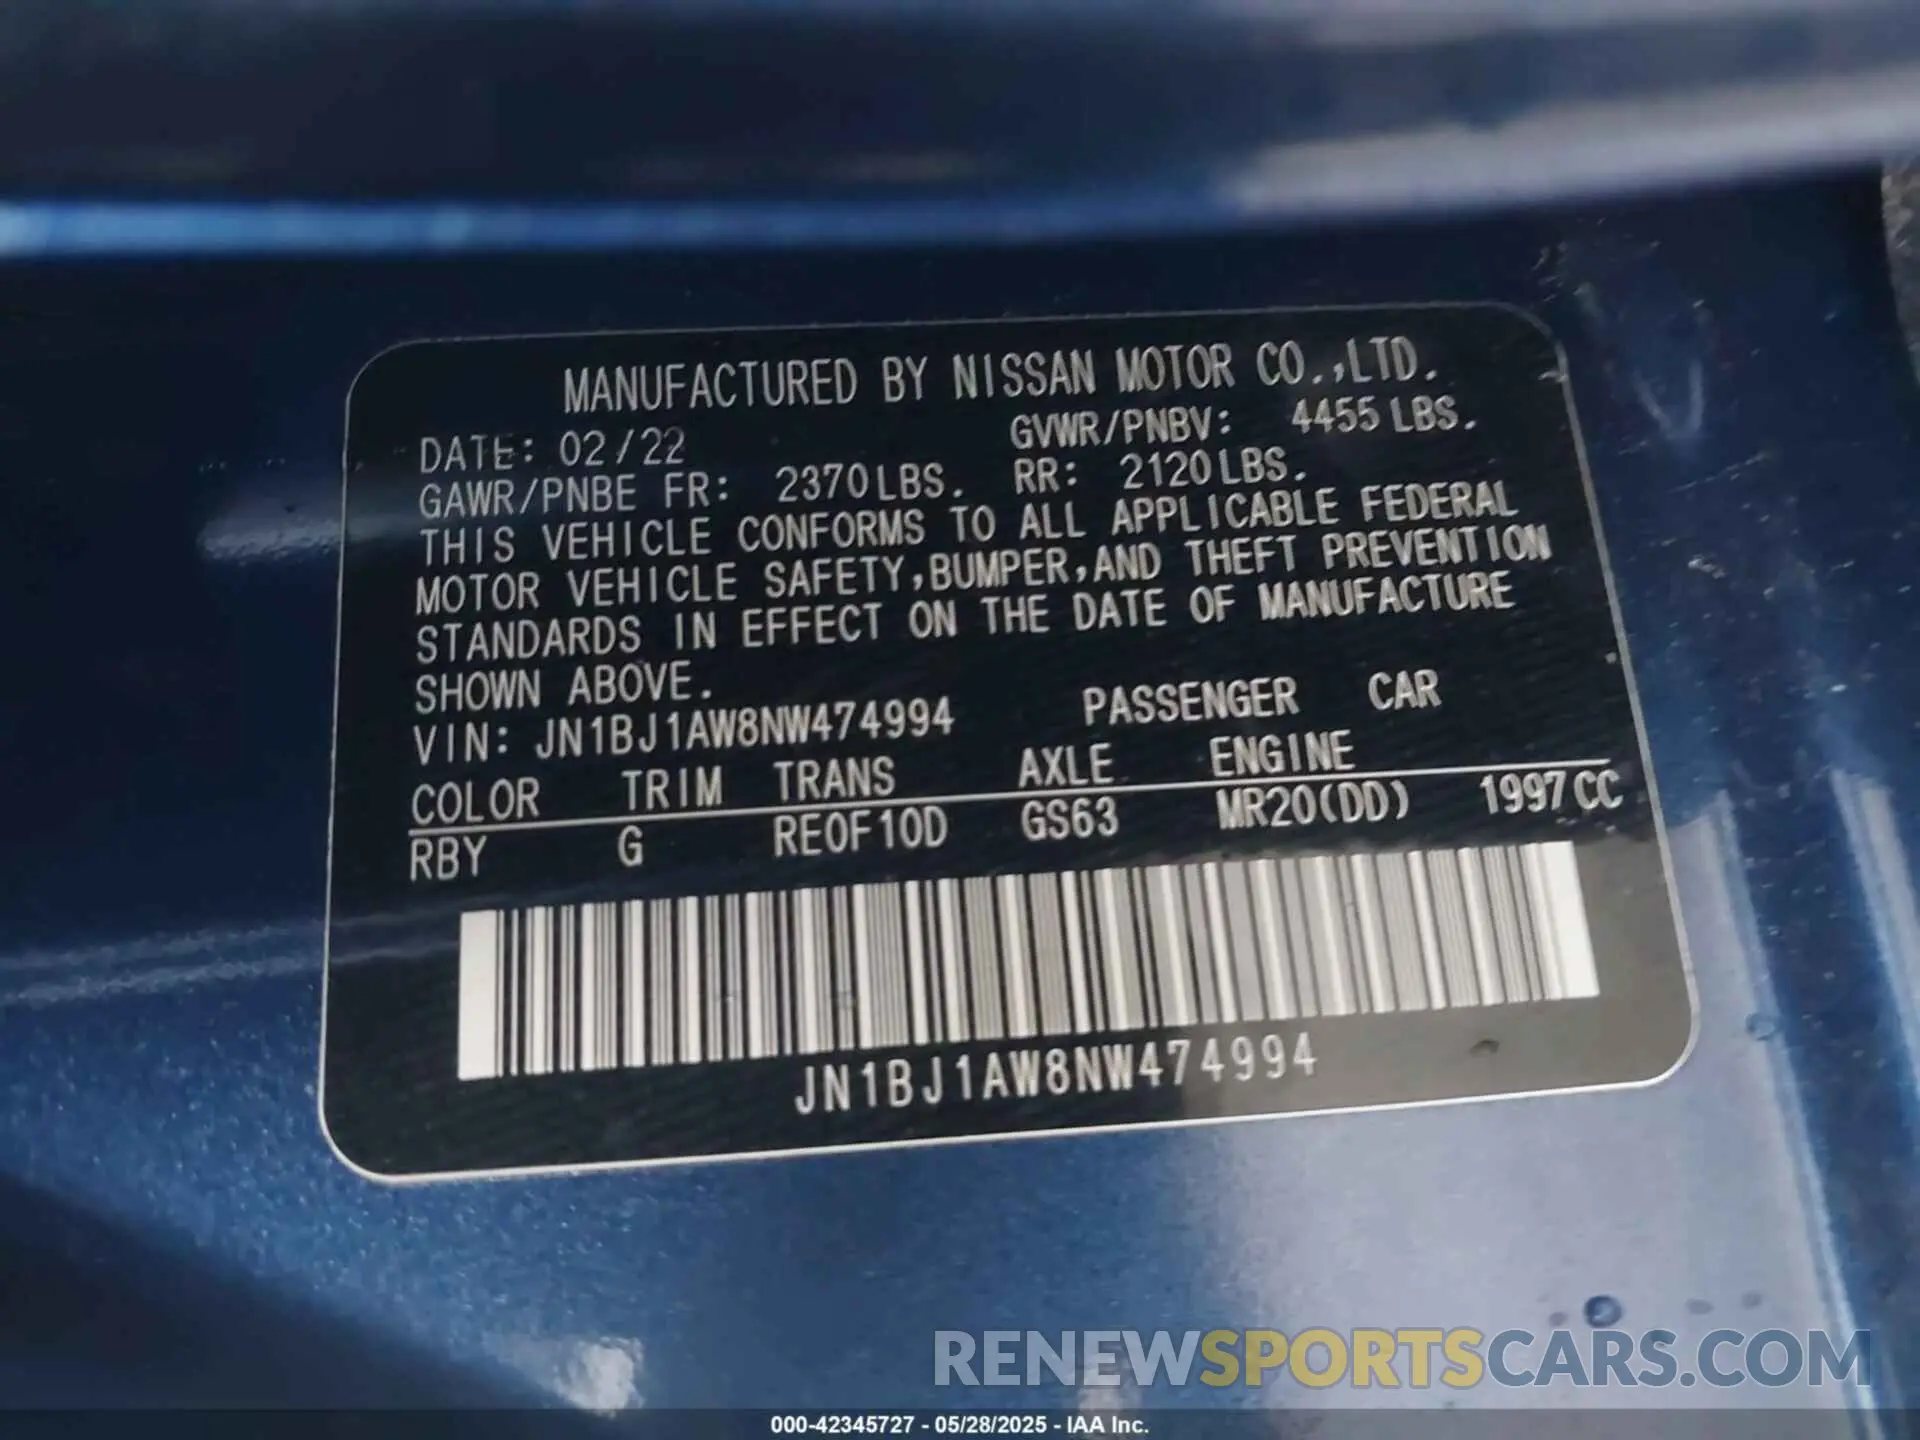 MANUFACTURED BY NISSAN MOTOR CO.,LTD.
DATE: 02/22 GVWR/PNBV: 4455 LBS.
GAWR/PNBE FR: 2370 LBS. RR: 2120 LBS.
THIS VEHICLE CONFORMS TO ALL APPLICABLE FEDERAL
MOTOR VEHICLE SAFETY,BUMPER,AND THEFT PREVENTION
STANDARDS IN EFFECT ON THE DATE OF MANUFACTURE
SHOWN ABOVE.
VIN: JN1BJ1AW8NW474994 PASSENGER CAR
COLOR TRIM TRANS AXLE ENGINE
RBY G RE0F10D GS63 MR20(DD) 1997 CC
JN1BJ1AW8NW474994
RENEWSPORTSCARS.COM
000-42345727 - 05/28/2025 - IAA Inc.